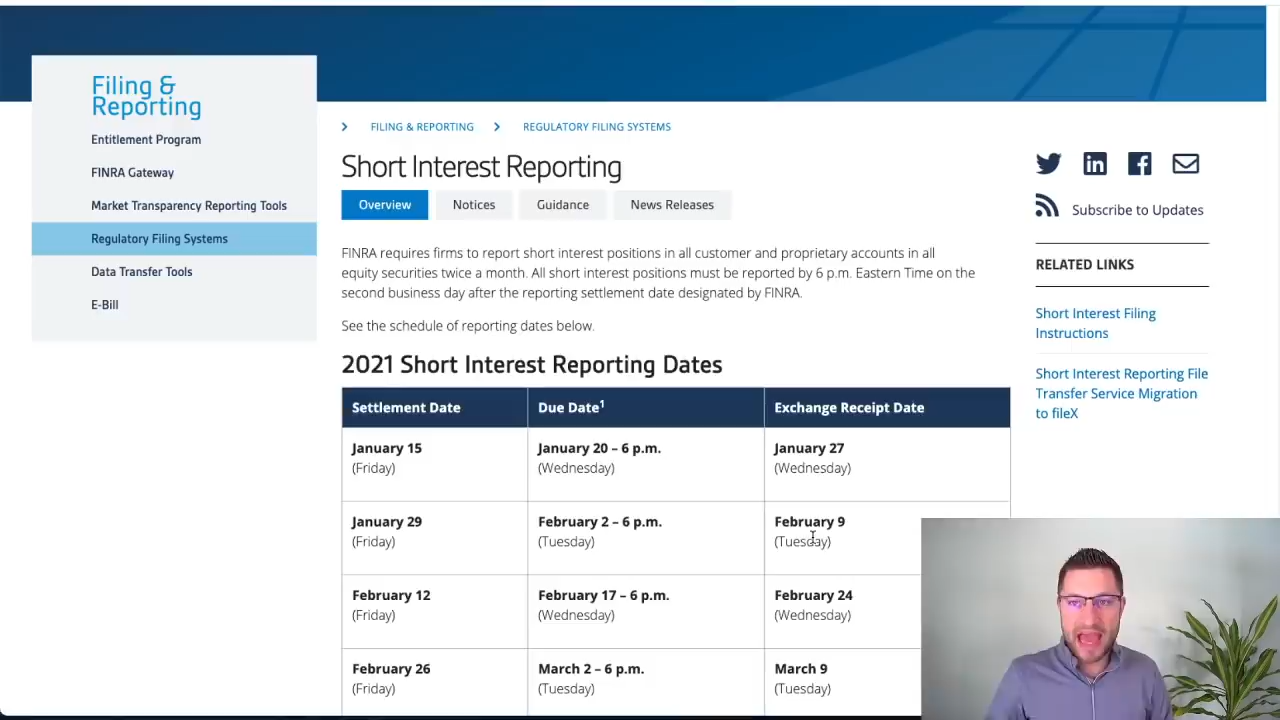 Filing &
Reporting
Entitlement Program
FINRA Gateway
Market Transparency Reporting Tools
Regulatory Filing Systems
Data Transfer Tools
E-Bill
FILING & REPORTING
REGULATORY FILING SYSTEMS
Short Interest Reporting
Overview
Notices
Guidance
News Releases
FINRA requires firms to report short interest positions in all customer and proprietary accounts in all
equity securities twice a month. All short interest positions must be reported by 6 p.m. Eastern Time on the
second business day after the reporting settlement date designated by FINRA.
See the schedule of reporting dates below.
2021 Short Interest Reporting Dates
Settlement Date
Due Date¹
Exchange Receipt Date
January 15
(Friday)
January 20 – 6 p.m.
(Wednesday)
January 27
(Wednesday)
January 29
(Friday)
February 2 – 6 p.m.
(Tuesday)
February 9
(Tuesday)
February 12
(Friday)
February 17 – 6 p.m.
(Wednesday)
February 24
(Wednesday)
February 26
(Friday)
March 2 – 6 p.m.
(Tuesday)
March 9
(Tuesday)
Subscribe to Updates
RELATED LINKS
Short Interest Filing
Instructions
Short Interest Reporting File
Transfer Service Migration
to fileX